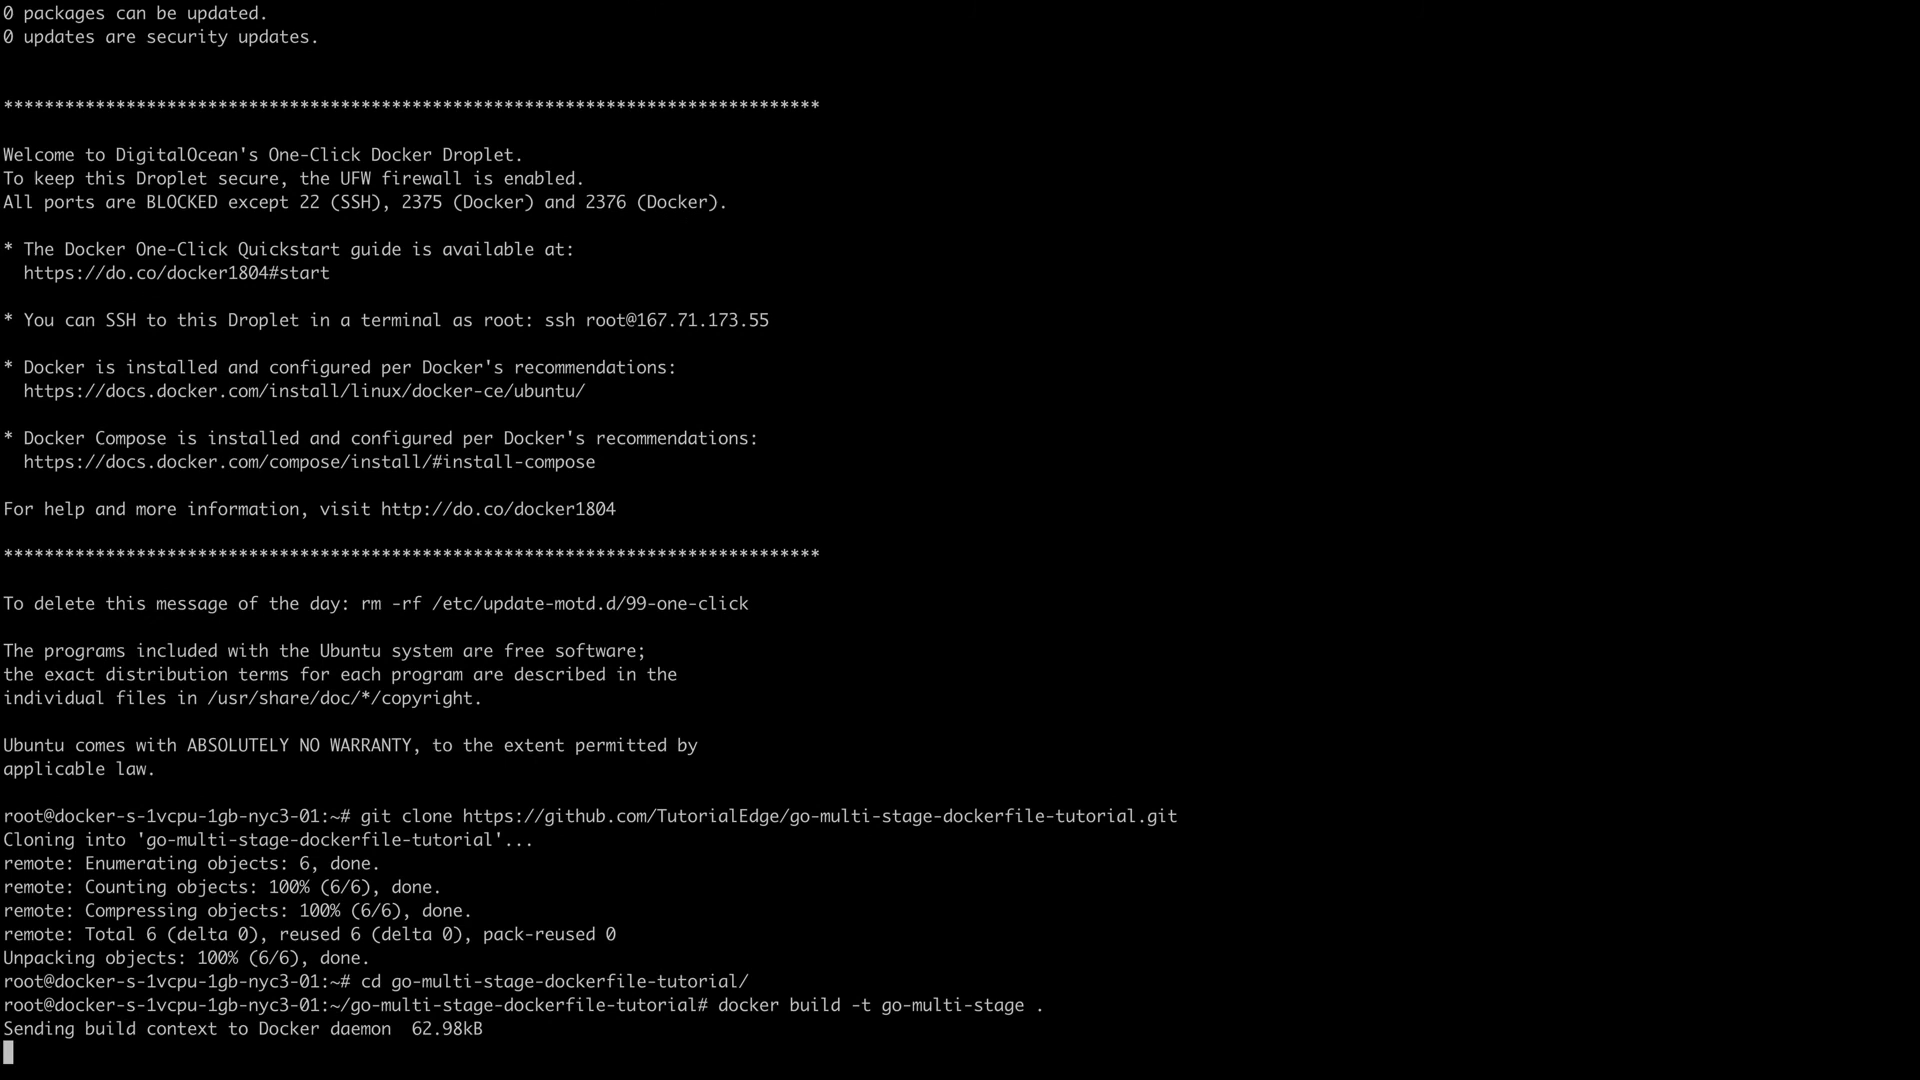 0 packages can be updated.
0 updates are security updates.
********************************************************************************
Welcome to DigitalOcean's One-Click Docker Droplet.
To keep this Droplet secure, the UFW firewall is enabled.
All ports are BLOCKED except 22 (SSH), 2375 (Docker) and 2376 (Docker).
* The Docker One-Click Quickstart guide is available at:
  https://do.co/docker1804#start
* You can SSH to this Droplet in a terminal as root: ssh root@167.71.173.55
* Docker is installed and configured per Docker's recommendations:
  https://docs.docker.com/install/linux/docker-ce/ubuntu/
* Docker Compose is installed and configured per Docker's recommendations:
  https://docs.docker.com/compose/install/#install-compose
For help and more information, visit http://do.co/docker1804
********************************************************************************
To delete this message of the day: rm -rf /etc/update-motd.d/99-one-click
The programs included with the Ubuntu system are free software;
the exact distribution terms for each program are described in the
individual files in /usr/share/doc/*/copyright.
Ubuntu comes with ABSOLUTELY NO WARRANTY, to the extent permitted by
applicable law.
root@docker-s-1vcpu-1gb-nyc3-01:~# git clone https://github.com/TutorialEdge/go-multi-stage-dockerfile-tutorial.git
Cloning into 'go-multi-stage-dockerfile-tutorial'...
remote: Enumerating objects: 6, done.
remote: Counting objects: 100% (6/6), done.
remote: Compressing objects: 100% (6/6), done.
remote: Total 6 (delta 0), reused 6 (delta 0), pack-reused 0
Unpacking objects: 100% (6/6), done.
root@docker-s-1vcpu-1gb-nyc3-01:~# cd go-multi-stage-dockerfile-tutorial/
root@docker-s-1vcpu-1gb-nyc3-01:~/go-multi-stage-dockerfile-tutorial# docker build -t go-multi-stage .
Sending build context to Docker daemon  62.98kB